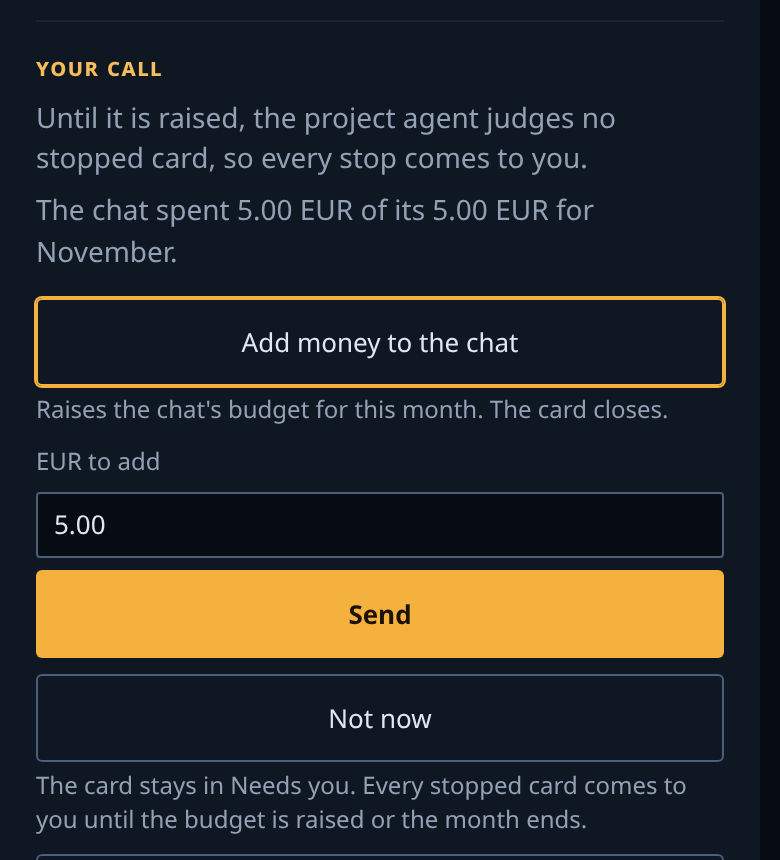 YOUR CALL
Until it is raised, the project agent judges no
stopped card, so every stop comes to you.
The chat spent 5.00 EUR of its 5.00 EUR for
November.
Add money to the chat
Raises the chat's budget for this month. The card closes.
EUR to add
5.00
Send
Not now
The card stays in Needs you. Every stopped card comes to
you until the budget is raised or the month ends.